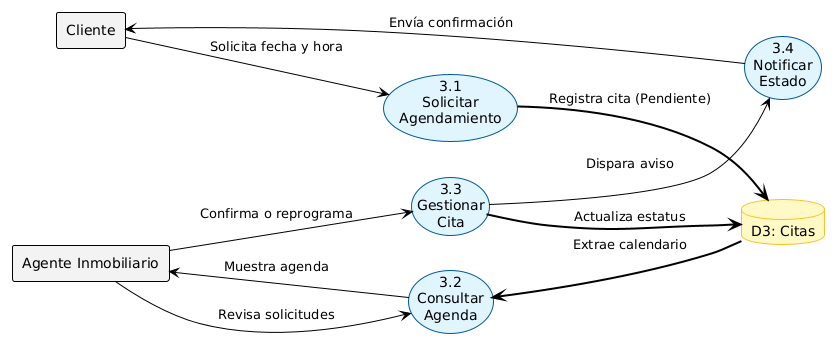 Envía confirmación
Cliente
Solicita fecha y hora
3.4
Notificar
Estado
3.1
Solicitar
Agendamiento
Registra cita (Pendiente)
Dispara aviso
3.3
Gestionar
Cita
Confirma o reprograma
Actualiza estatus
D3: Citas
Extrae calendario
Agente Inmobiliario
Muestra agenda
3.2
Consultar
Agenda
Revisa solicitudes